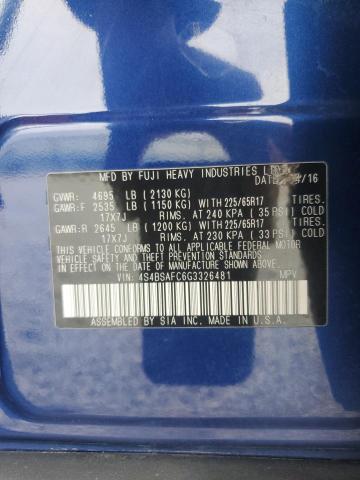 MFD BY FUJI HEAVY INDUSTRIES
DATE /16
GVWR: 4695 LB (2130 KG)
GAWR:F 2535 LB (1150 KG) WITH 225/65R17 TIRES
17X7J RIMS. AT 240 KPA (35 PSI) COLD
GAWR:R 2645 LB (1200 KG) WITH 225/65R17 TIRES
17X7J RIMS. AT 230 KPA (33 PSI) COLD
THIS VEHICLE CONFORMS TO ALL APPLICABLE FEDERAL MOTOR
VEHICLE SAFETY, BUMPER, AND THEFT PREVENTION
STANDARDS IN EFFECT ON THE DATE OF MANUFACTURE SHOWN ABOVE.
VIN: 4S4BSAFC6G3326481 MPV
ASSEMBLED BY SIA INC. MADE IN U.S.A.